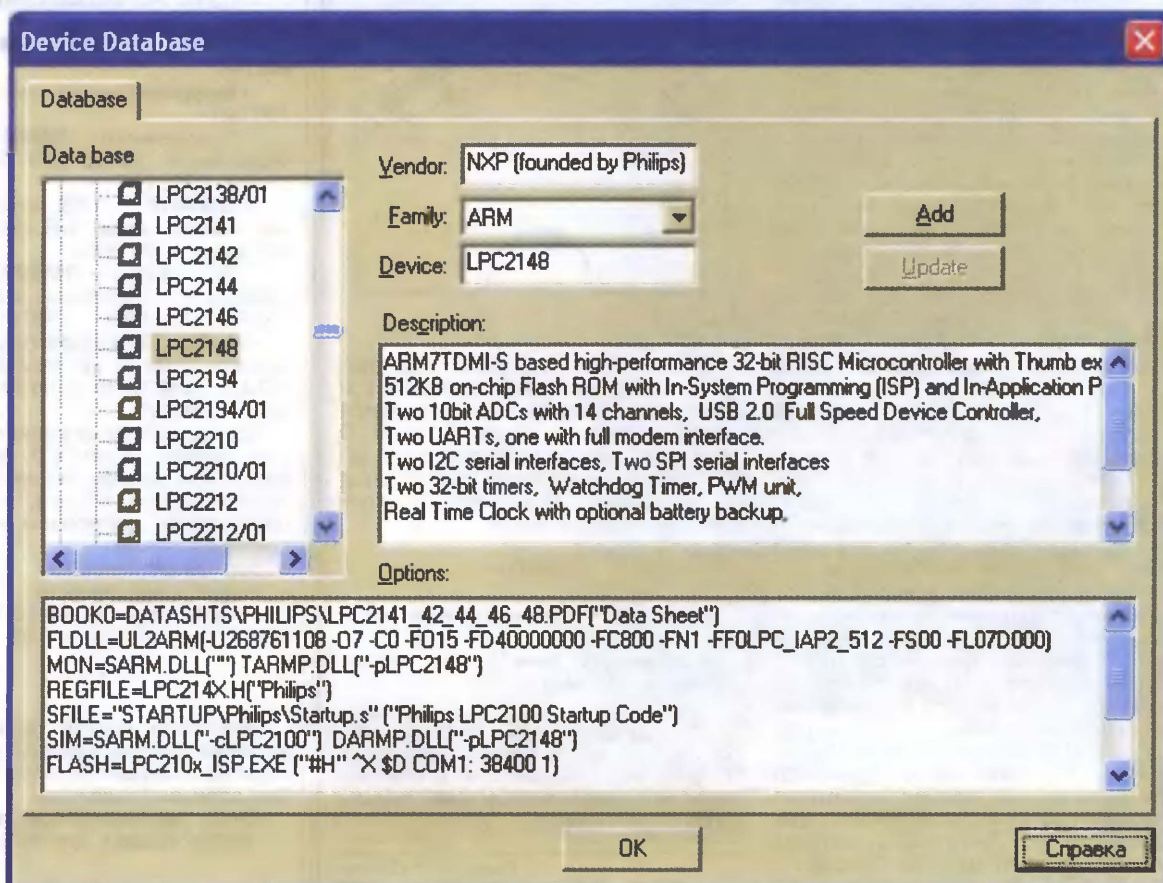 Device Database
Database
Data base
LPC2138/01
LPC2141
LPC2142
LPC2144
LPC2146
LPC2148
LPC2194
LPC2194/01
LPC2210
LPC2210/01
LPC2212
LPC2212/01
Vendor: NXP (founded by Philips)
Family: ARM
Device: LPC2148
Add
Update
Description:
ARM7TDMI-S based high-performance 32-bit RISC Microcontroller with Thumb ex
512KB on-chip Flash ROM with In-System Programming (ISP) and In-Application P
Two 10bit ADCs with 14 channels, USB 2.0 Full Speed Device Controller,
Two UARTs, one with full modem interface.
Two I2C serial interfaces, Two SPI serial interfaces
Two 32-bit timers, Watchdog Timer, PWM unit,
Real Time Clock with optional battery backup,
Options:
BOOK0=DATASHTS\PHILIPS\LPC2141_42_44_46_48.PDF("Data Sheet")
FLDLL=UL2ARM(-U268761108 -O7 -C0 -FO15 -FD40000000 -FC800 -FN1 -FF0LPC_IAP2_512 -FS00 -FL07D000)
MON=SARM.DLL("") TARMP.DLL("-pLPC2148")
REGFILE=LPC214X.H("Philips")
SFILE="STARTUP\Philips\Startup.s" ("Philips LPC2100 Startup Code")
SIM=SARM.DLL("-cLPC2100") DARMP.DLL("-pLPC2148")
FLASH=LPC210x_ISP.EXE ("#H" ^X $D COM1: 38400 1)
OK
Справка